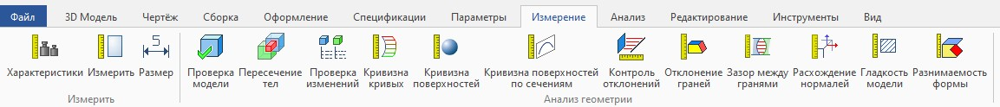 Файл 3D Модель Чертёж Сборка Оформление Спецификации Параметры Измерение Анализ Редактирование Инструменты Вид
Характеристики Измерить Размер Проверка модели Пересечение тел Проверка изменений Кривизна кривых Кривизна поверхностей Кривизна поверхностей по сечениям Контроль отклонений Отклонение граней Зазор между гранями Расхождение нормалей Гладкость модели Разнимаемость формы
Измерить Анализ геометрии